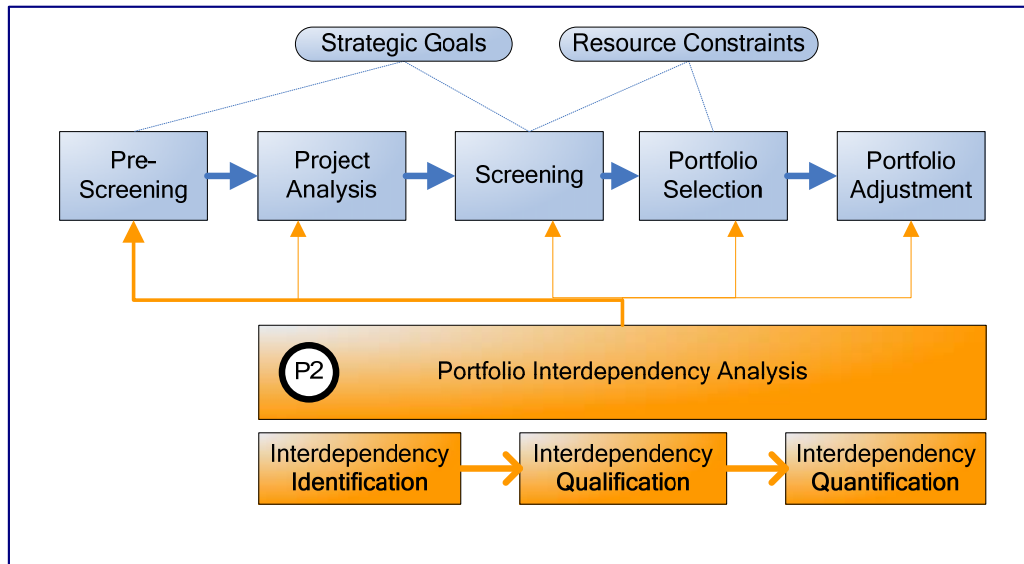 Strategic Goals
Resource Constraints
Pre-
Screening
Project
Analysis
Screening
Portfolio
Selection
Portfolio
Adjustment
P2
Portfolio Interdependency Analysis
Interdependency
Identification
Interdependency
Qualification
Interdependency
Quantification